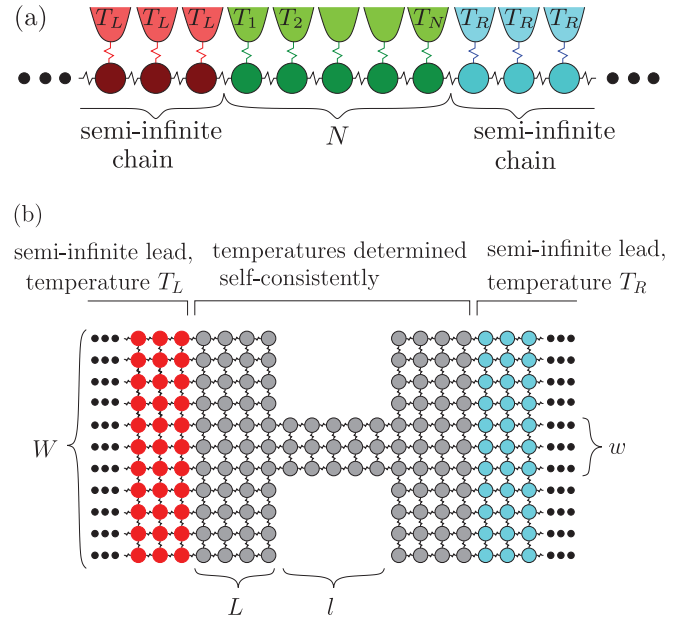 (a)
T_L T_L T_L T_1 T_2 T_N T_R T_R T_R
semi-infinite
chain
N
semi-infinite
chain
(b)
semi-infinite lead,
temperature T_L
temperatures determined
self-consistently
semi-infinite lead,
temperature T_R
W
w
L
l